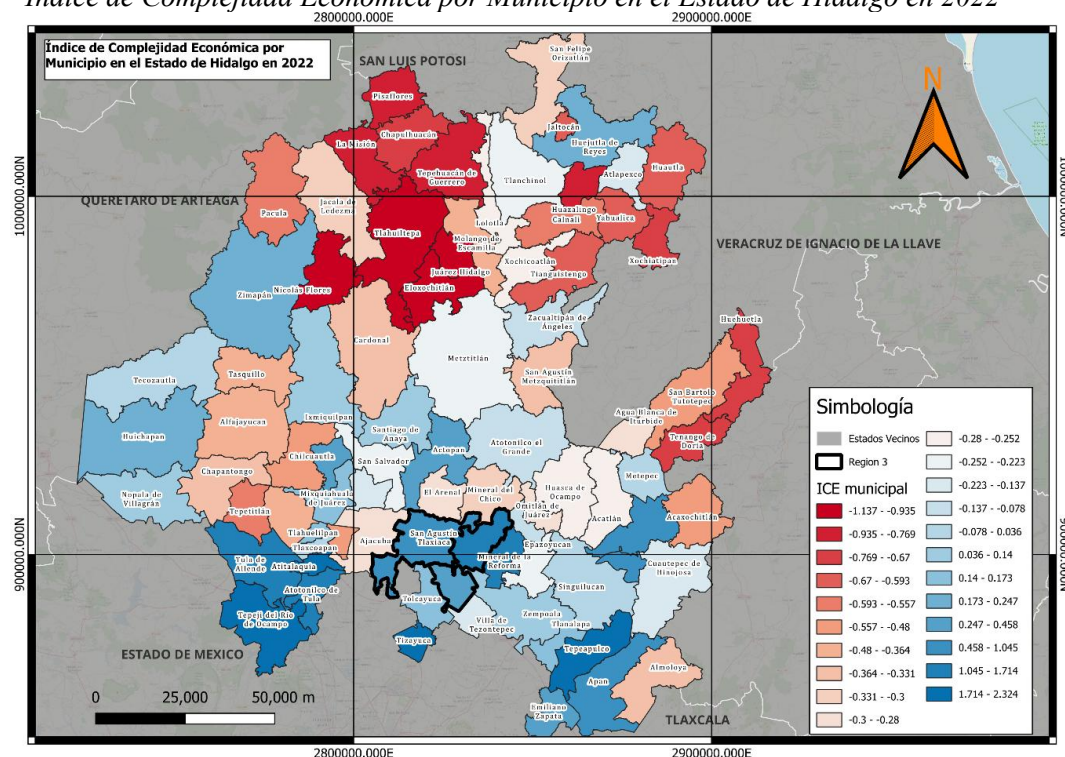 Índice de Complejidad Económica por Municipio en el Estado de Hidalgo en 2022
2800000.000E
2900000.000E
Índice de Complejidad Económica por
Municipio en el Estado de Hidalgo en 2022
SAN LUIS POTOSI
N
San Felipe
Orizatlán
Pisaflores
Jaltocán
Chapulhuacán
La Misión
Huejutla de
Reyes
Tepehuacán de
Guerrero
Tlanchinol
Atlapexco
Huautla
1000000.000N
1000000.000N
QUERETARO DE ARTEAGA
Jacala de
Ledezma
Pacula
Lolotla
Huazalingo
Calnali
Yahualica
Tlahuiltepa
Molango de
Escamilla
VERACRUZ DE IGNACIO DE LA LLAVE
Xochicoatlán
Xochiatipan
Juárez Hidalgo
Tianguistengo
Eloxochitlán
Zimapán
Nicolás Flores
Zacualtipán de
Ángeles
Huehuetla
Cardonal
Metztitlán
Tecozautla
Tasquillo
San Agustín
Metzquititlán
San Bartolo
Tutotepec
Agua Blanca de
Iturbide
Ixmiquilpan
Alfajayucan
Santiago de
Anaya
Huichapan
Tenango de
Doria
Actopan
Atotonilco el
Grande
Chilcuautla
San Salvador
Chapantongo
Metepec
Nopala de
Villagrán
Mixquiahuala
de Juárez
El Arenal
Mineral del
Chico
Huasca de
Ocampo
Omitlán de
Juárez
Tepetitlán
Acatlán
Acaxochitlán
900000.000N
900000.000N
Tlahuelilpan
Tlaxcoapan
Ajacuba
San Agustín
Tlaxiaca
Epazoyucan
Mineral de la
Reforma
Tula de
Allende
Atitalaquia
Cuautepec de
Hinojosa
Atotonilco de
Tula
Singuilucan
Tolcayuca
Tepeji del Río
de Ocampo
Zempoala
Tlanalapa
Villa de
Tezontepec
Tizayuca
Tepeapulco
ESTADO DE MEXICO
Almoloya
Apan
Emiliano
Zapata
TLAXCALA
0 25,000 50,000 m
Simbología
Estados Vecinos
Region 3
ICE municipal
-1.137 - -0.935
-0.935 - -0.769
-0.769 - -0.67
-0.67 - -0.593
-0.593 - -0.557
-0.557 - -0.48
-0.48 - -0.364
-0.364 - -0.331
-0.331 - -0.3
-0.3 - -0.28
-0.28 - -0.252
-0.252 - -0.223
-0.223 - -0.137
-0.137 - -0.078
-0.078 - 0.036
0.036 - 0.14
0.14 - 0.173
0.173 - 0.247
0.247 - 0.458
0.458 - 1.045
1.045 - 1.714
1.714 - 2.324
2800000.000E
2900000.000E